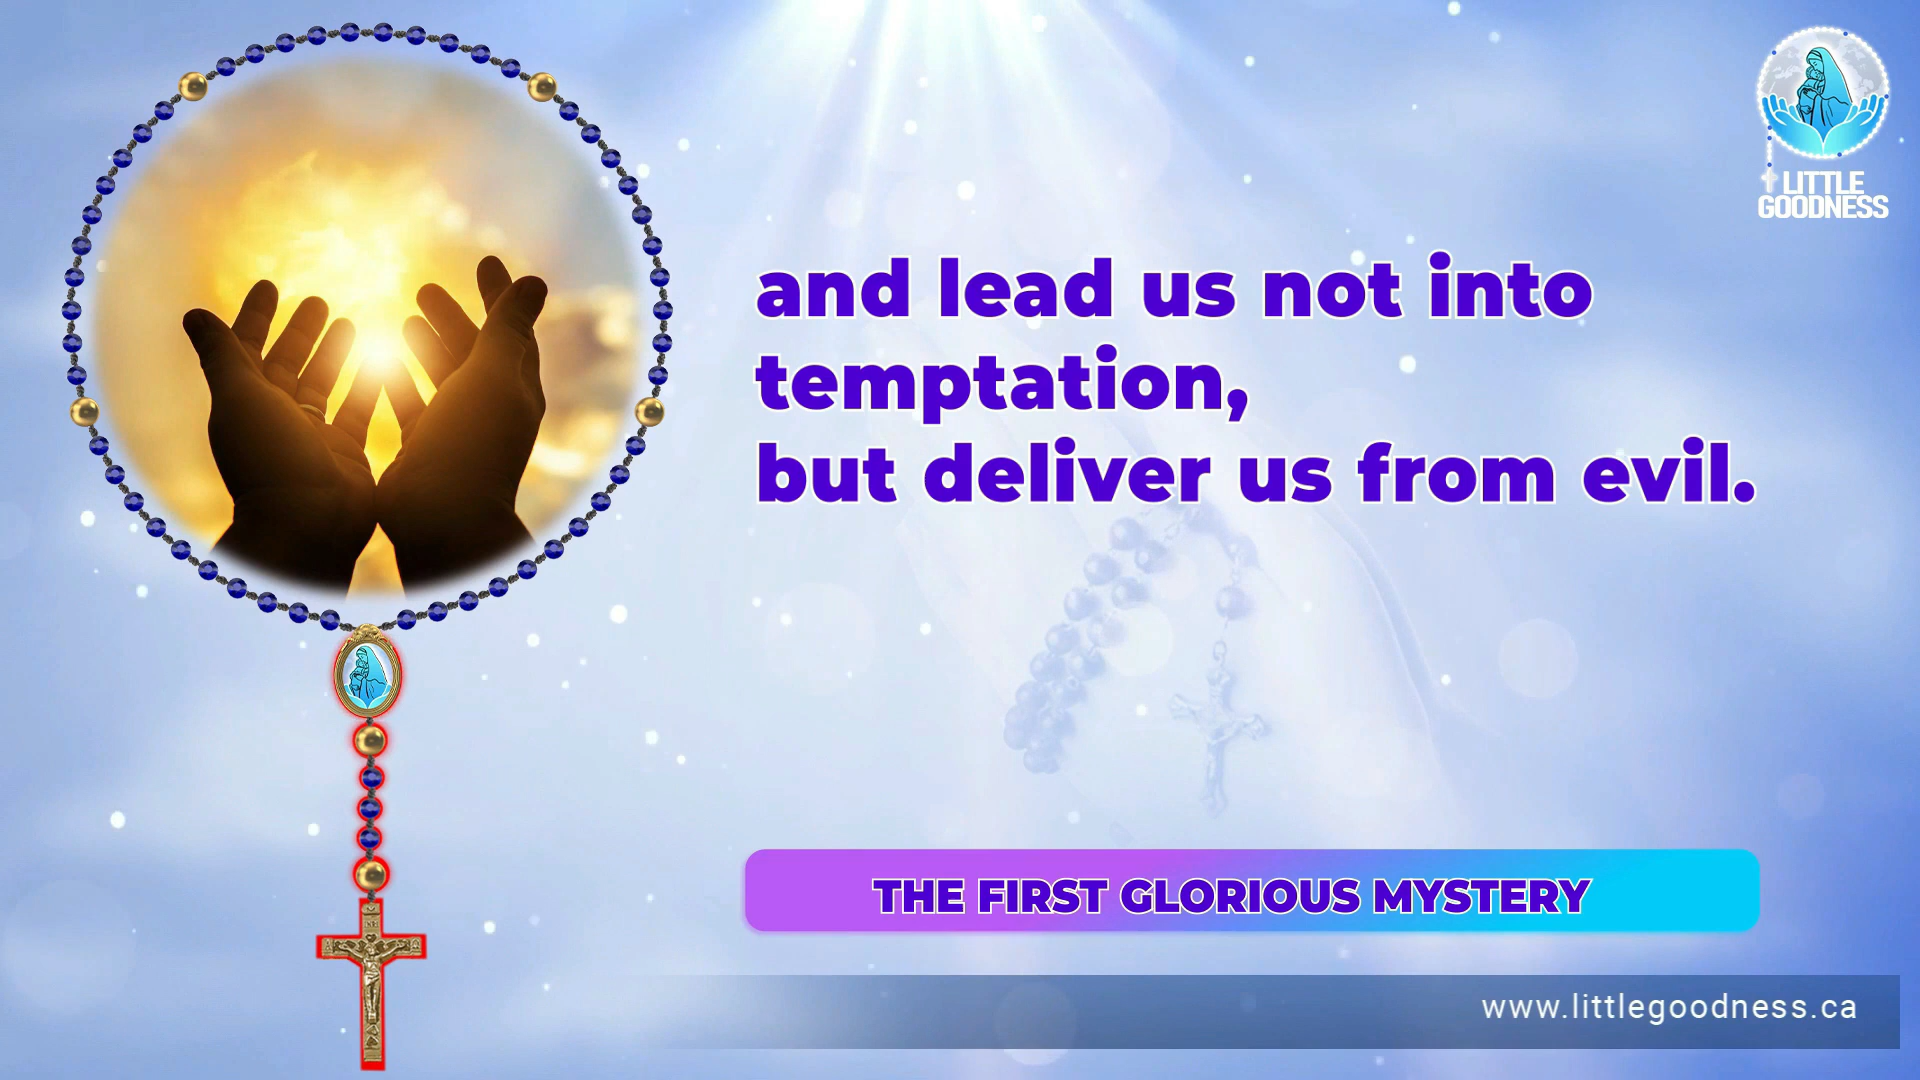 LITTLE
GOODNESS
and lead us not into
temptation,
but deliver us from evil.
THE FIRST GLORIOUS MYSTERY
www.littlegoodness.ca